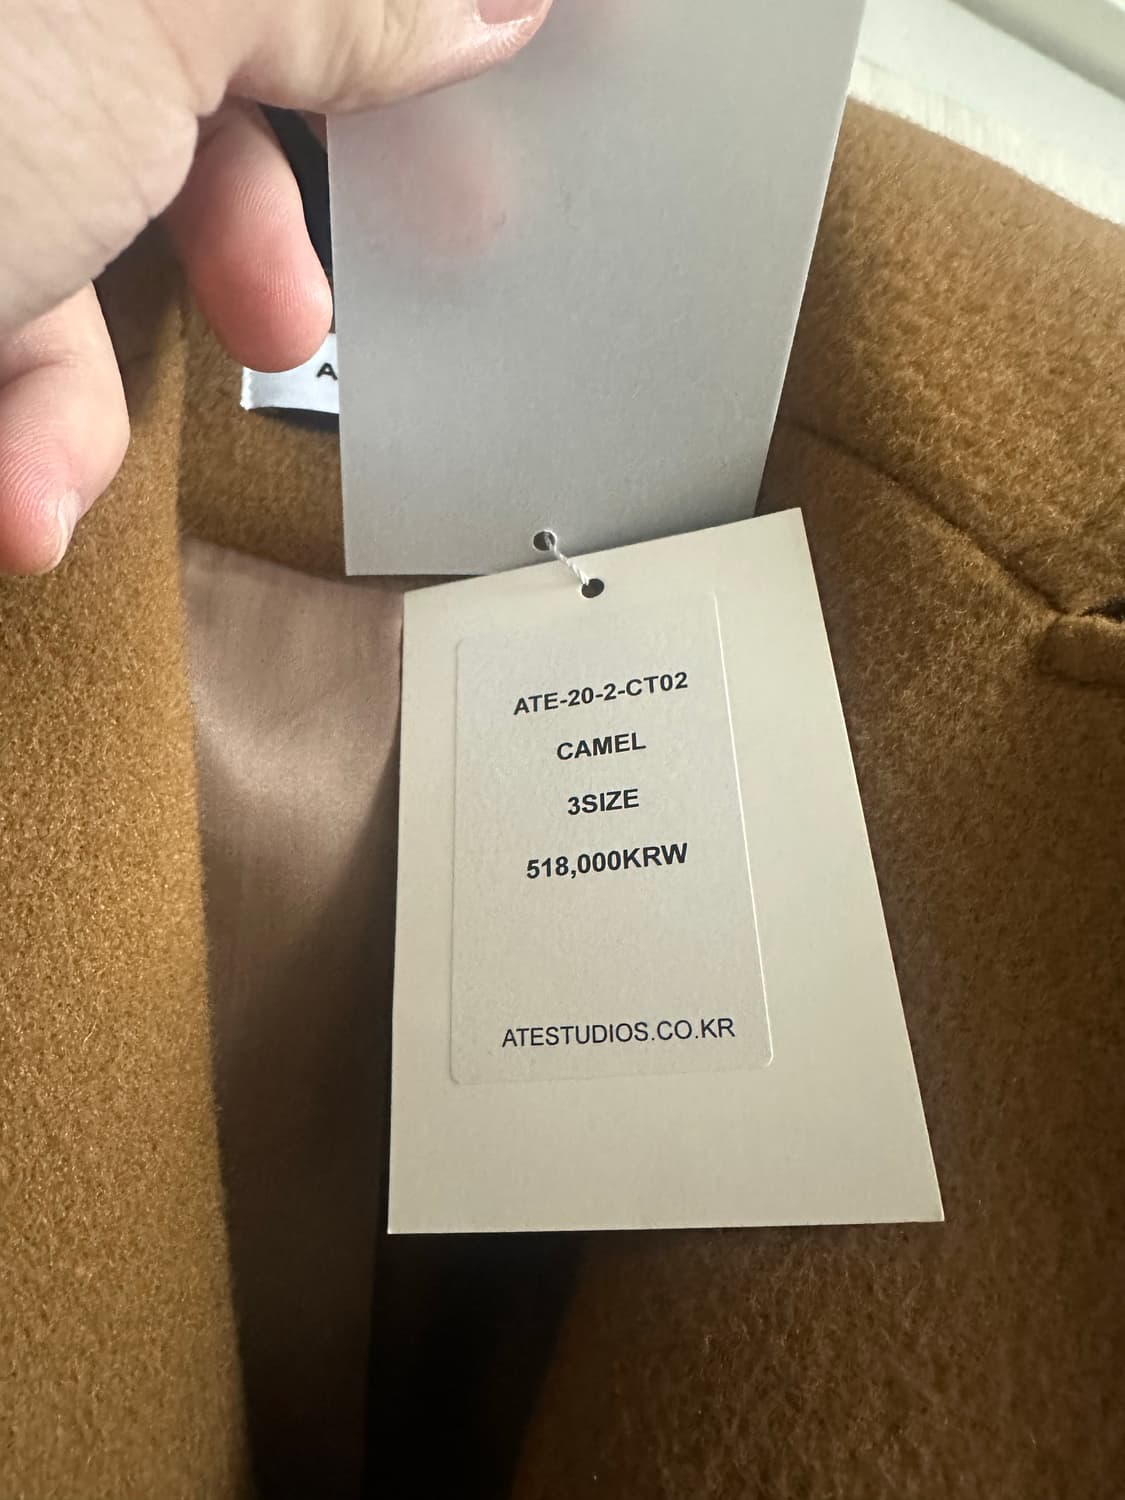 A
ATE-20-2-CT02
CAMEL
3SIZE
518,000KRW
ATESTUDIOS.CO.KR